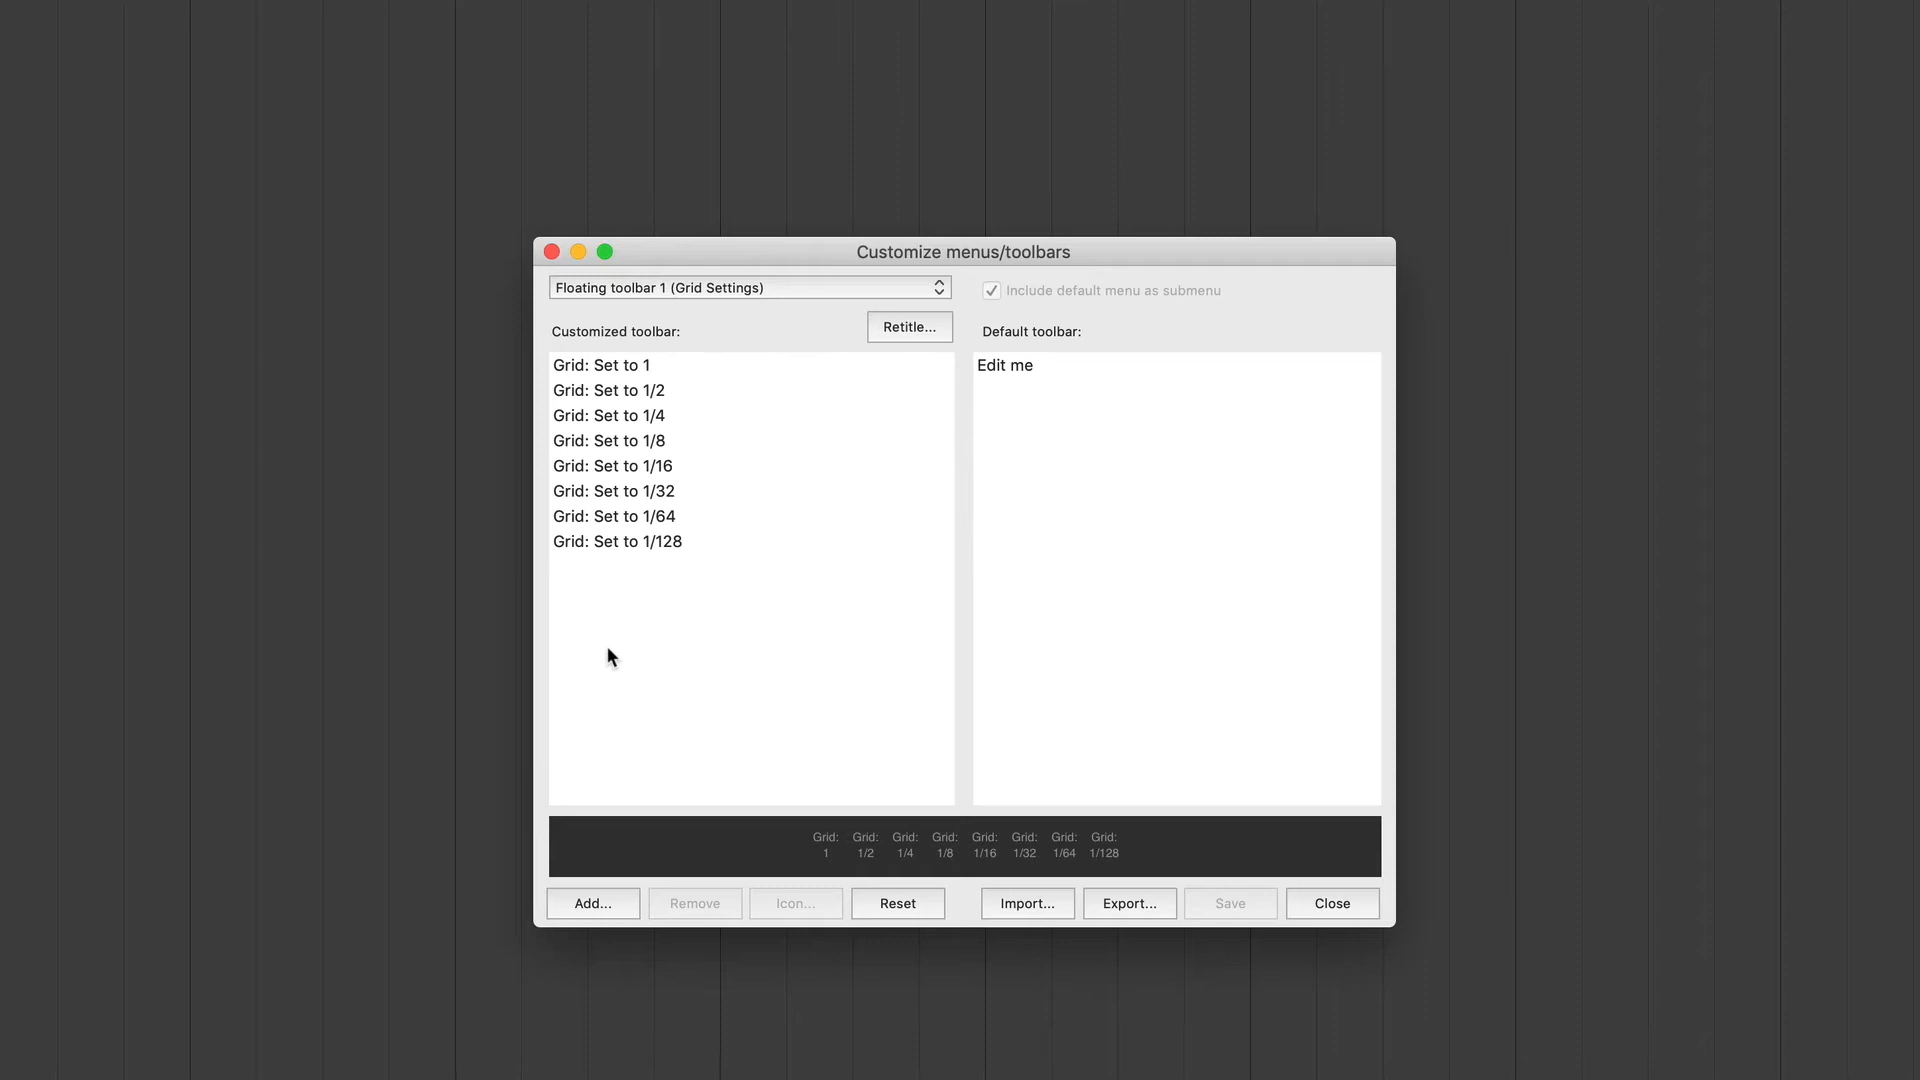 Customize menus/toolbars
Floating toolbar 1 (Grid Settings)
Include default menu as submenu
Customized toolbar:
Retitle...
Default toolbar:
Grid: Set to 1
Grid: Set to 1/2
Grid: Set to 1/4
Grid: Set to 1/8
Grid: Set to 1/16
Grid: Set to 1/32
Grid: Set to 1/64
Grid: Set to 1/128
Edit me
Grid: Grid: Grid: Grid: Grid: Grid: Grid: Grid:
1 1/2 1/4 1/8 1/16 1/32 1/64 1/128
Add... Remove Icon... Reset Import... Export... Save Close